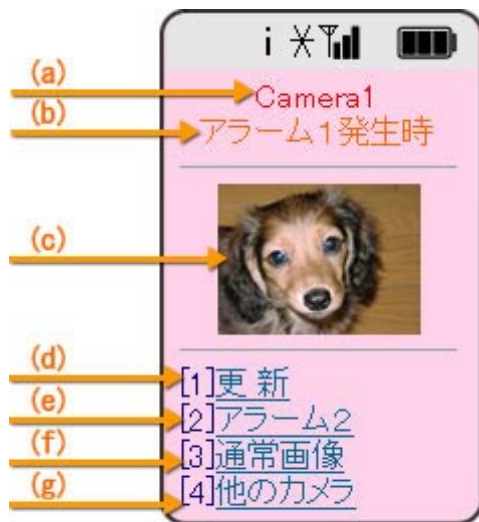 i
(a)
Camera1
(b)
アラーム1発生時
(c)
(d)
[1]更 新
(e)
[2]アラーム2
(f)
[3]通常画像
(g)
[4]他のカメラ